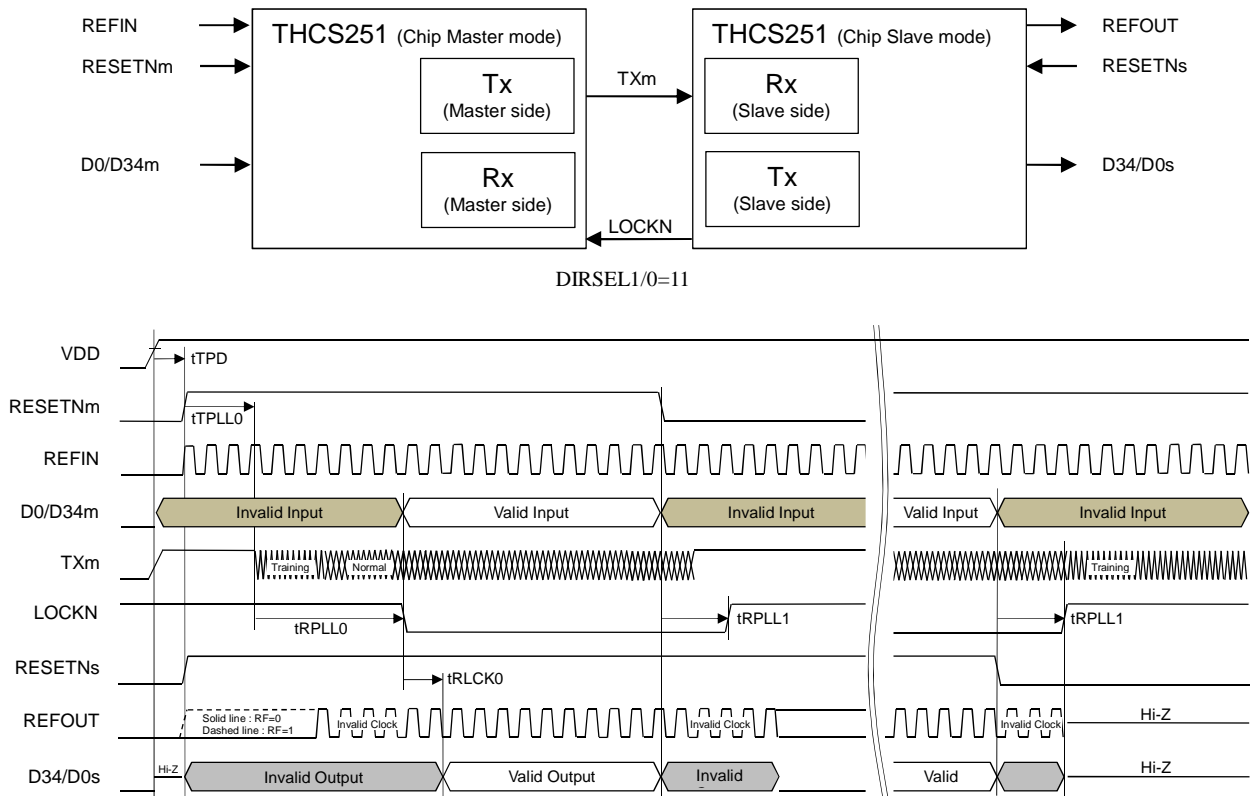 REFIN
RESETNm
D0/D34m
THCS251 (Chip Master mode)
Tx
(Master side)
Rx
(Master side)
TXm
LOCKN
THCS251 (Chip Slave mode)
Rx
(Slave side)
Tx
(Slave side)
REFOUT
RESETNs
D34/D0s
DIRSEL1/0=11
VDD
tTPD
RESETNm
tTPLL0
REFIN
D0/D34m
Invalid Input
Valid Input
Invalid Input
Valid Input
Invalid Input
TXm
Training
Normal
Training
LOCKN
tRPLL0
tRPLL1
tRPLL1
RESETNs
tRLCK0
REFOUT
Solid line : RF=0
Dashed line : RF=1
Invalid Clock
Invalid Clock
Invalid Clock
Hi-Z
D34/D0s
Hi-Z
Invalid Output
Valid Output
Invalid
Valid
Hi-Z